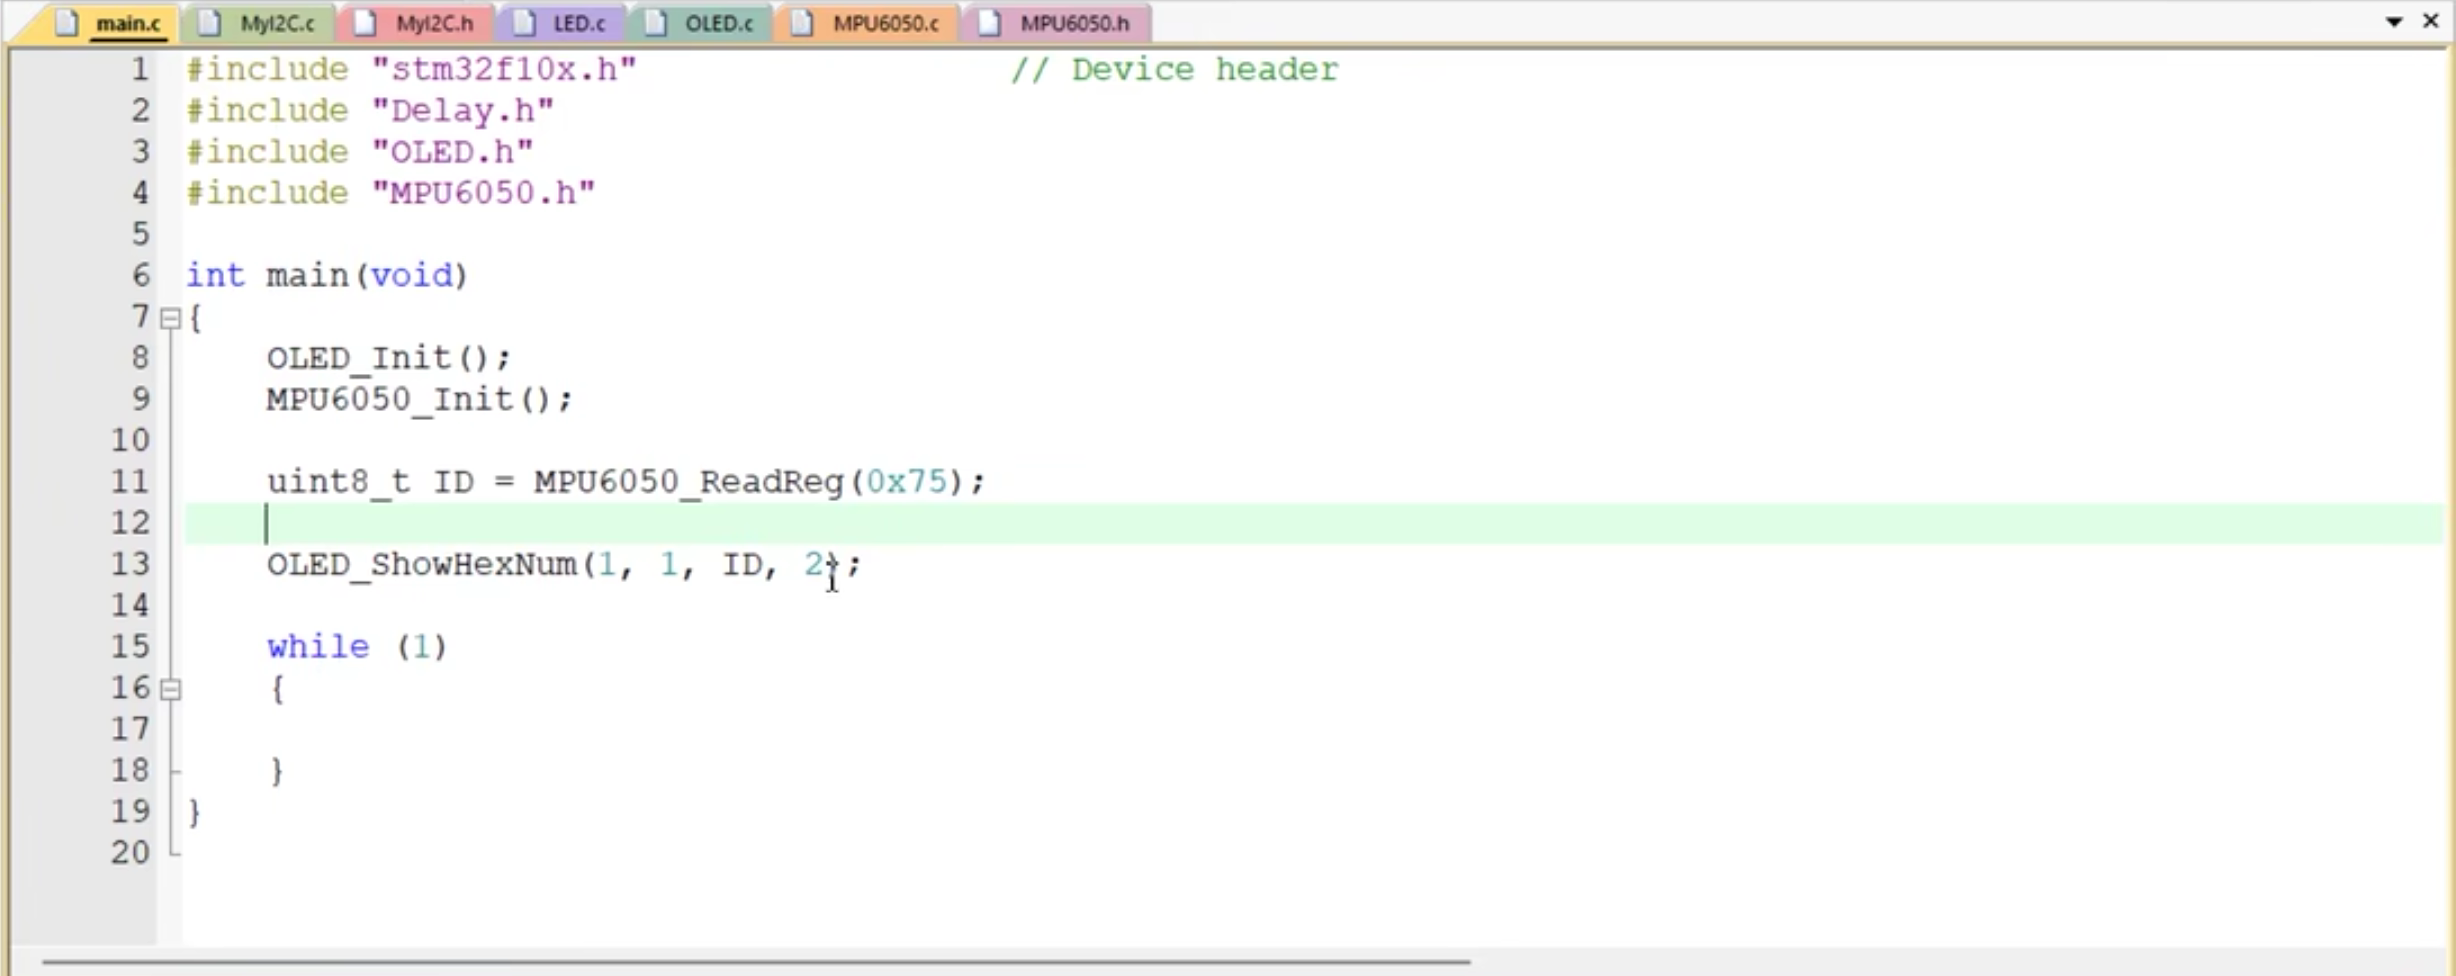 main.c MyI2C.c MyI2C.h LED.c OLED.c MPU6050.c MPU6050.h
1 #include "stm32f10x.h" // Device header
2 #include "Delay.h"
3 #include "OLED.h"
4 #include "MPU6050.h"
5
6 int main(void)
7 {
8 OLED_Init();
9 MPU6050_Init();
10
11 uint8_t ID = MPU6050_ReadReg(0x75);
12
13 OLED_ShowHexNum(1, 1, ID, 2);
14
15 while (1)
16 {
17
18 }
19 }
20